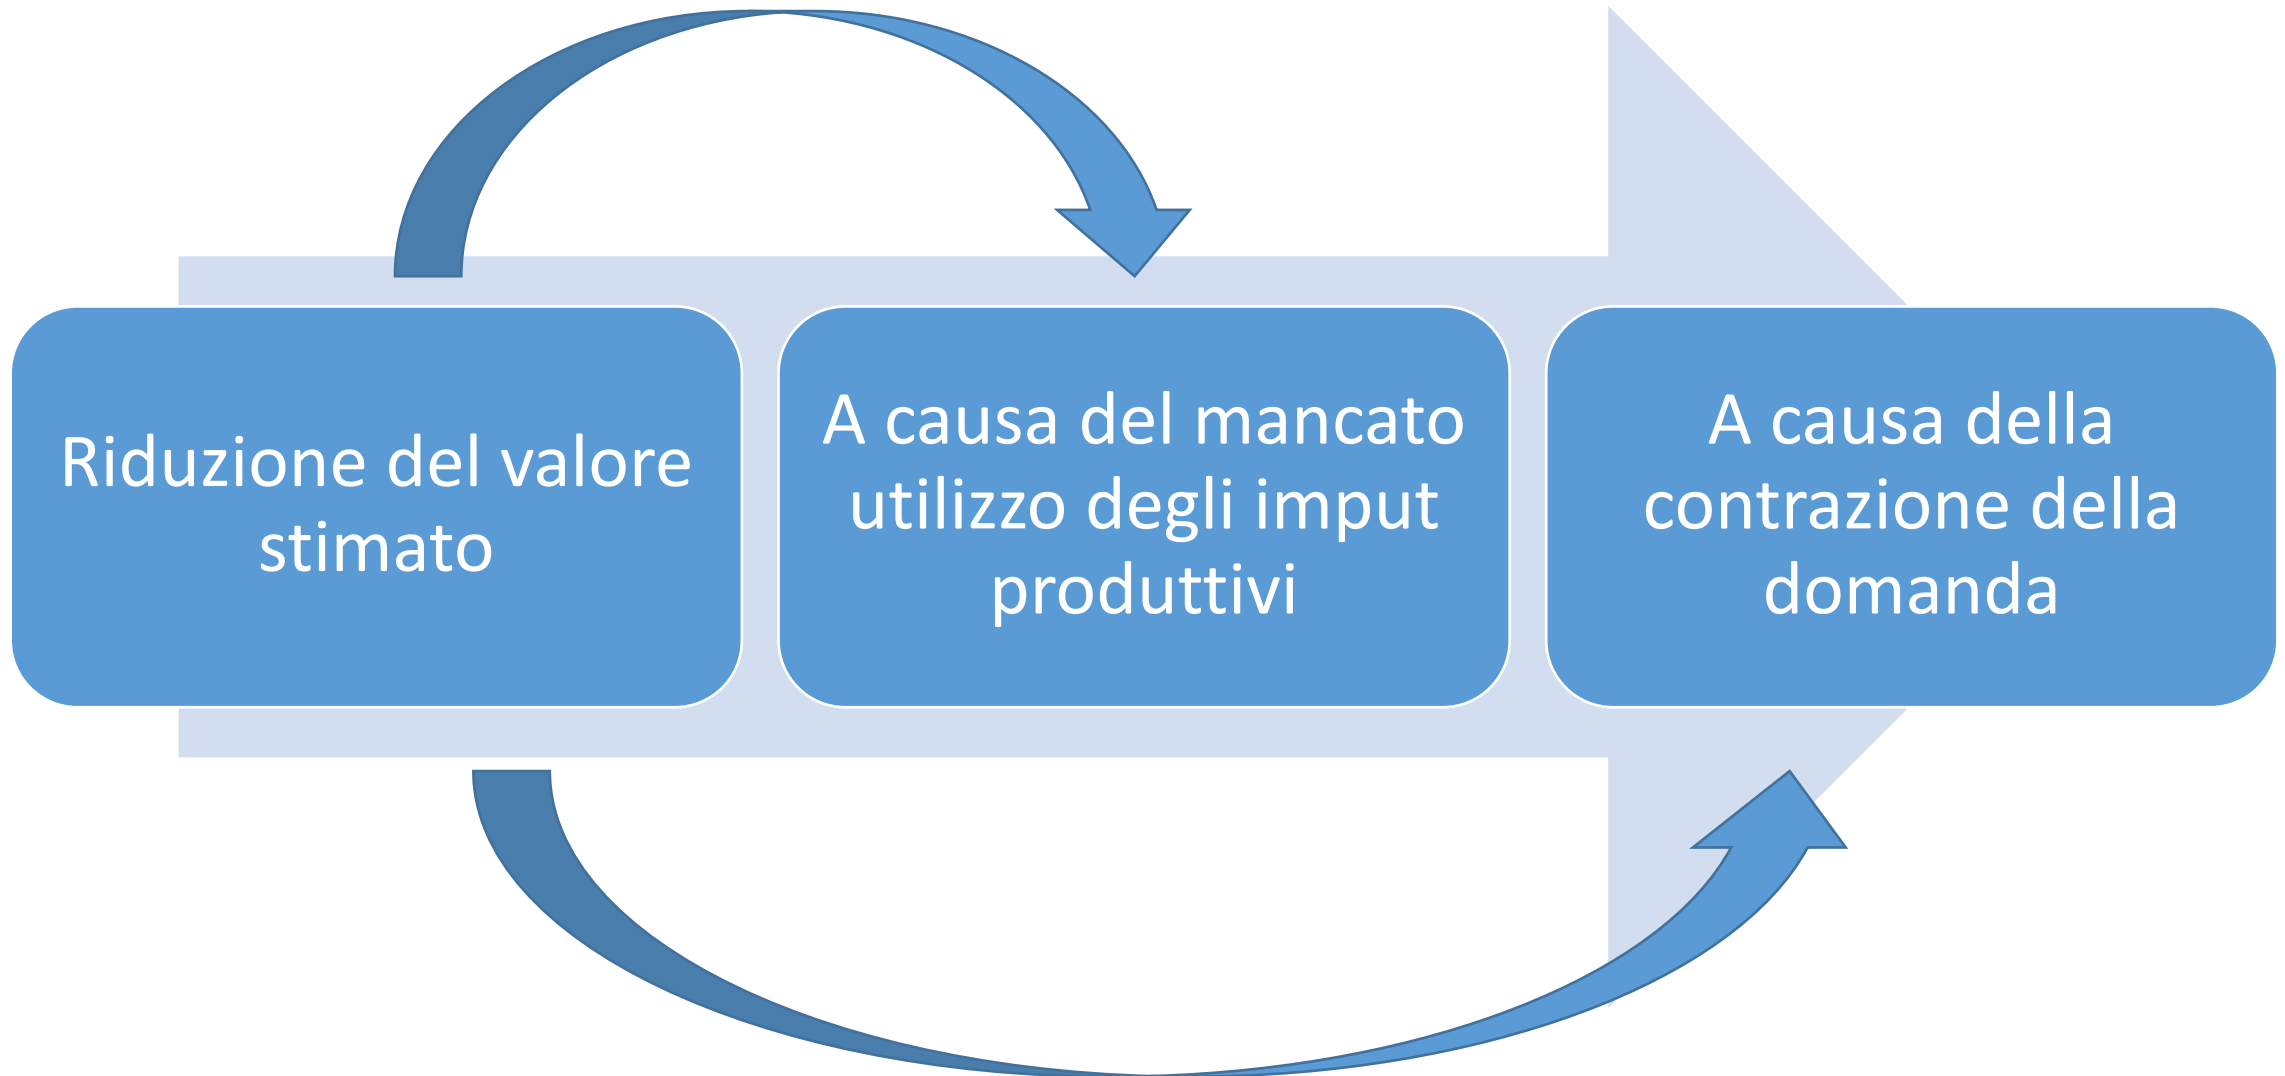 Riduzione del valore
stimato
A causa del mancato
utilizzo degli imput
produttivi
A causa della
contrazione della
domanda